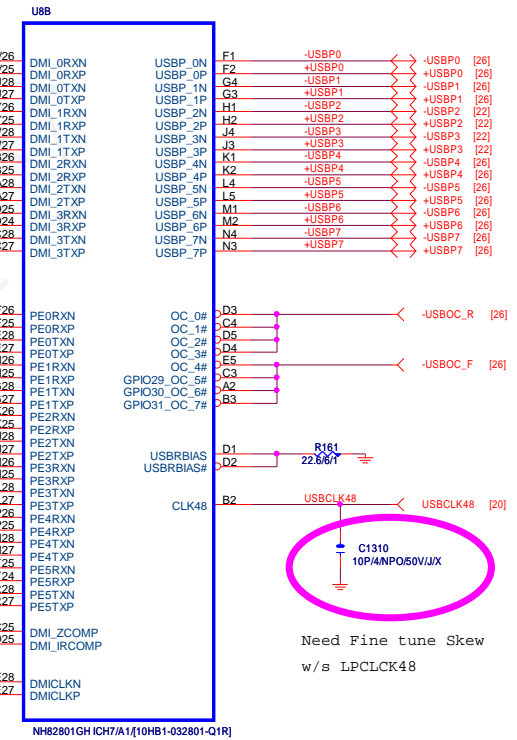 U8B
DMI_0RXN USBP_0N F1 -USBP0 -USBP0 [26]
DMI_0RXP USBP_0P F2 +USBP0 +USBP0 [26]
DMI_0TXN USBP_1N G4 -USBP1 -USBP1 [26]
DMI_0TXP USBP_1P G3 +USBP1 +USBP1 [26]
DMI_1RXN USBP_2N H1 -USBP2 -USBP2 [22]
DMI_1RXP USBP_2P H2 +USBP2 +USBP2 [22]
DMI_1TXN USBP_3N J4 -USBP3 -USBP3 [22]
DMI_1TXP USBP_3P J3 +USBP3 +USBP3 [22]
DMI_2RXN USBP_4N K1 -USBP4 -USBP4 [26]
DMI_2RXP USBP_4P K2 +USBP4 +USBP4 [26]
DMI_2TXN USBP_5N L4 -USBP5 -USBP5 [26]
DMI_2TXP USBP_5P L5 +USBP5 +USBP5 [26]
DMI_3RXN USBP_6N M1 -USBP6 -USBP6 [26]
DMI_3RXP USBP_6P M2 +USBP6 +USBP6 [26]
DMI_3TXN USBP_7N N4 -USBP7 -USBP7 [26]
DMI_3TXP USBP_7P N3 +USBP7 +USBP7 [26]
PE0RXN OC_0# D3 -USBOC_R [26]
PE0RXP OC_1# C4
PE0TXN OC_2# D5
PE0TXP OC_3# D4
PE1RXN OC_4# E5 -USBOC_F [26]
PE1RXP GPIO29_OC_5# C3
PE1TXN GPIO30_OC_6# A2
PE1TXP GPIO31_OC_7# B3
PE2RXN
PE2RXP
PE2TXN
PE2TXP USBRBIAS D1 R161
PE3RXN USBRBIAS# D2 22.6/6/1
PE3RXP
PE3TXN
PE3TXP CLK48 B2 USBCLK48 USBCLK48 [20]
PE4RXN
PE4RXP
PE4TXN
PE4TXP
PE5RXN
PE5RXP
PE5TXN
PE5TXP
C1310
10P/4/NPO/50V/J/X
DMI_ZCOMP
DMI_IRCOMP
Need Fine tune Skew
w/s LPCLCK48
DMICLKN
DMICLKP
NH82801GH ICH7/A1/[10HB1-032801-Q1R]